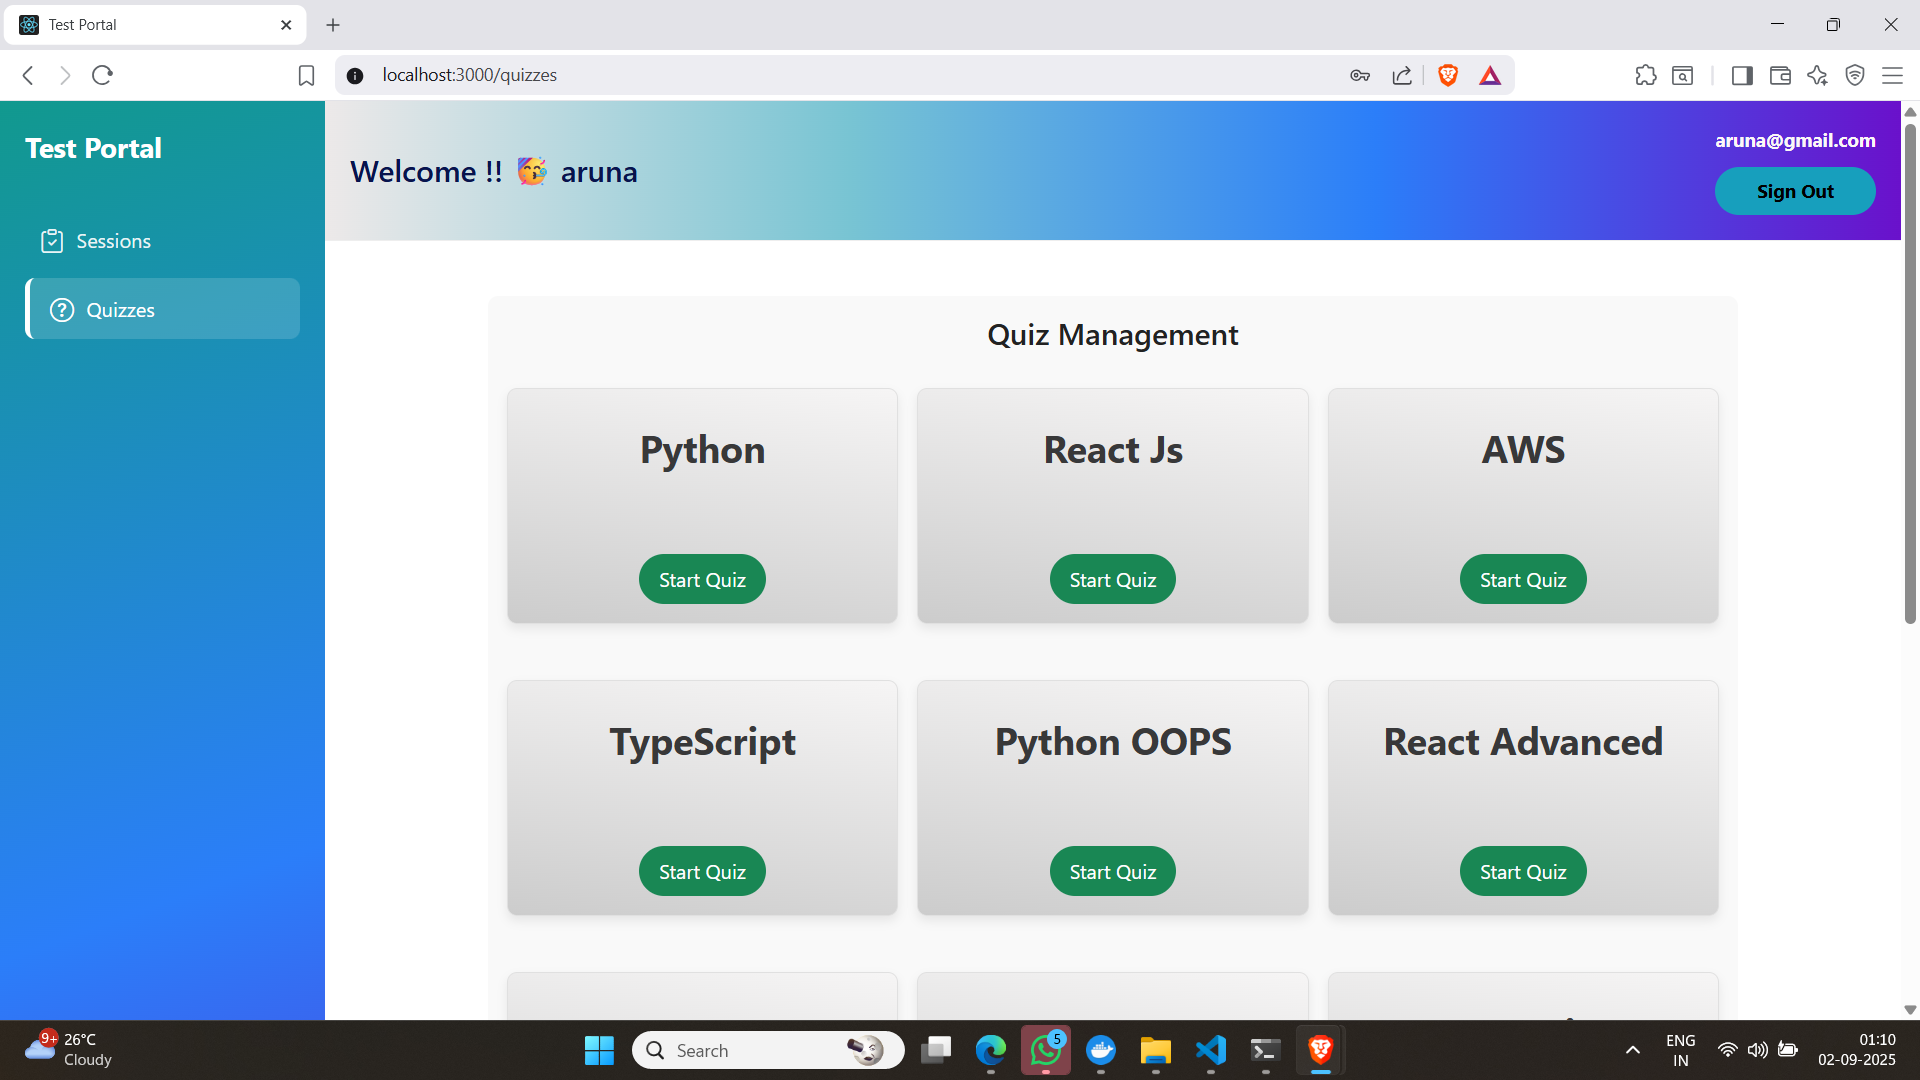 Test Portal
localhost:3000/quizzes
Test Portal
Sessions
Quizzes
Welcome !! 🥳 aruna
aruna@gmail.com
Sign Out
Quiz Management
Python
React Js
AWS
Start Quiz
Start Quiz
Start Quiz
TypeScript
Python OOPS
React Advanced
Start Quiz
Start Quiz
Start Quiz
9+
26°C
Cloudy
Search
5
ENG
IN
01:10
02-09-2025